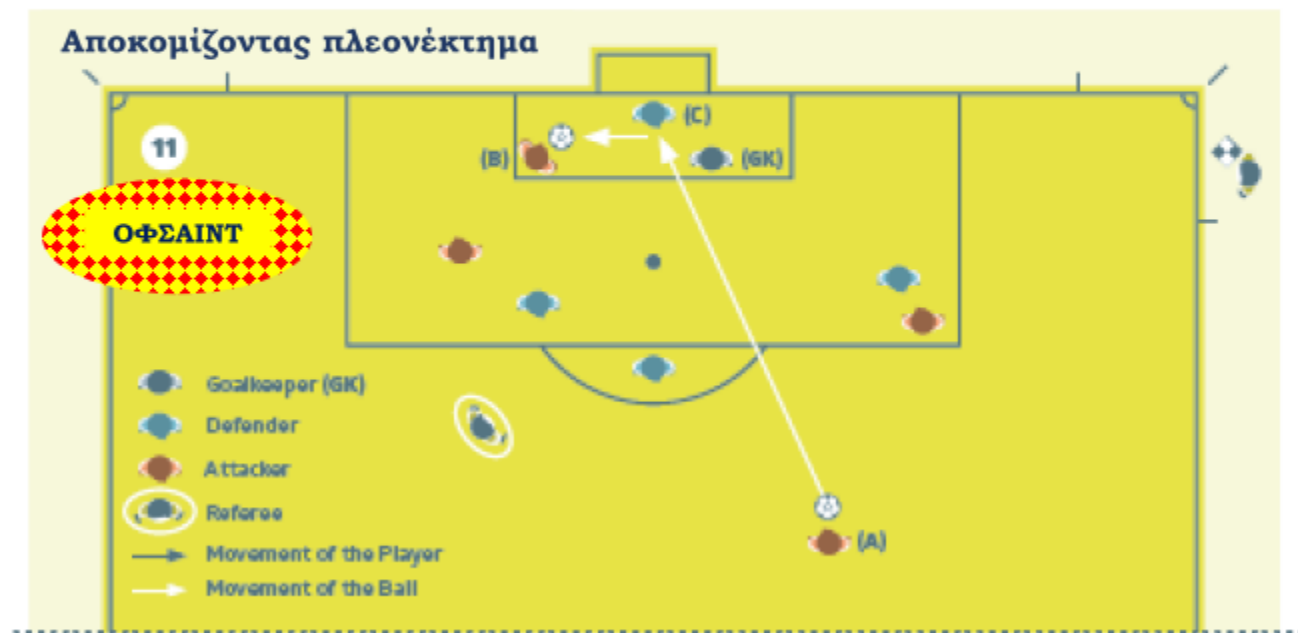 Αποκομίζοντας πλεονέκτημα
(C)
11
(B)
(GK)
ΟΦΣΑΙΝΤ
Goalkeeper (GK)
Defender
Attacker
Referee
(A)
Movement of the Player
Movement of the Ball